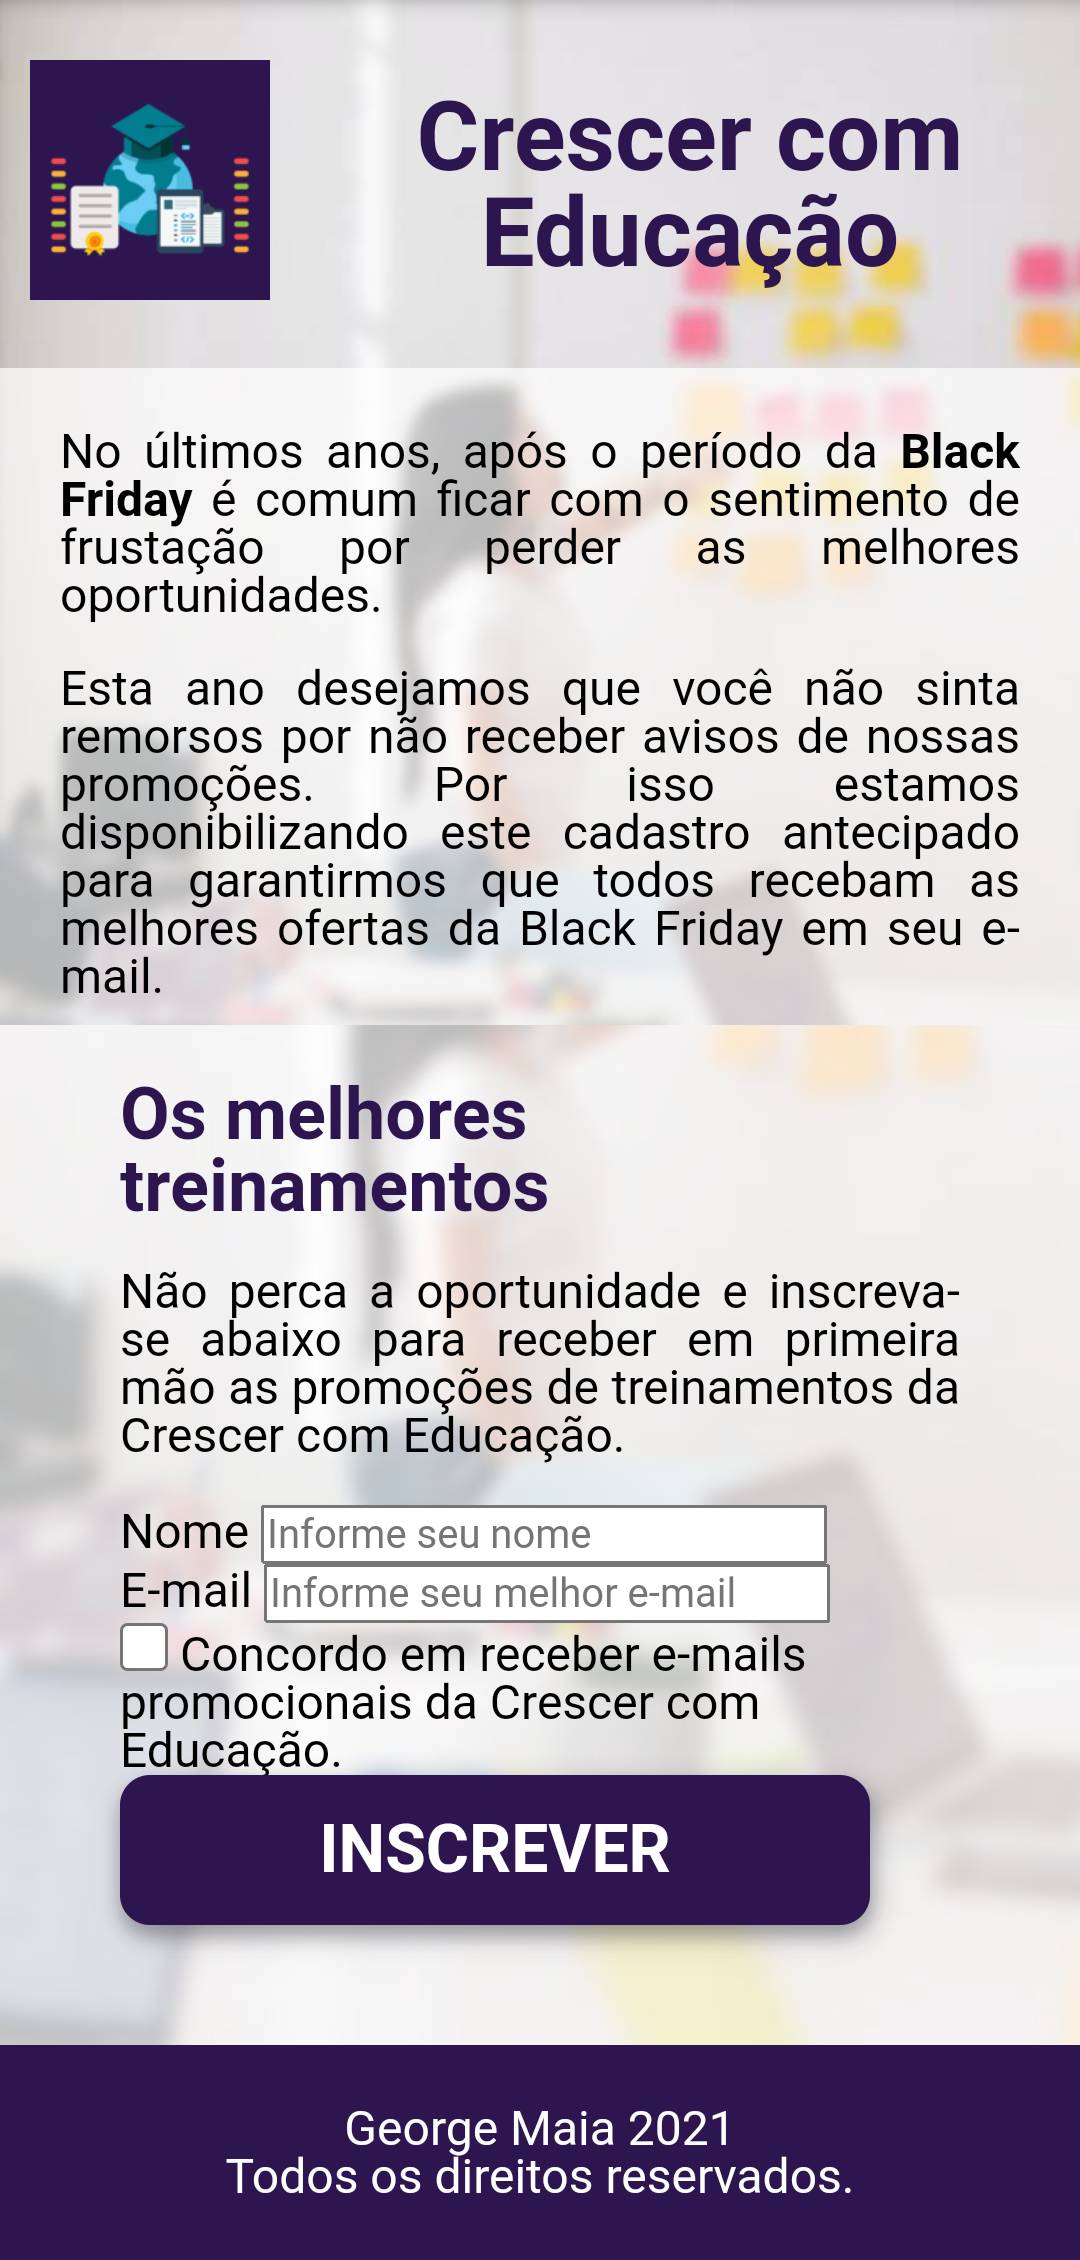 Crescer com
Educação
No últimos anos, após o período da Black
Friday é comum ficar com o sentimento de
frustação por perder as melhores
oportunidades.
Esta ano desejamos que você não sinta
remorsos por não receber avisos de nossas
promoções. Por isso estamos
disponibilizando este cadastro antecipado
para garantirmos que todos recebam as
melhores ofertas da Black Friday em seu e-
mail.
Os melhores
treinamentos
Não perca a oportunidade e inscreva-
se abaixo para receber em primeira
mão as promoções de treinamentos da
Crescer com Educação.
Nome Informe seu nome
E-mail Informe seu melhor e-mail
Concordo em receber e-mails
promocionais da Crescer com
Educação.
INSCREVER
George Maia 2021
Todos os direitos reservados.